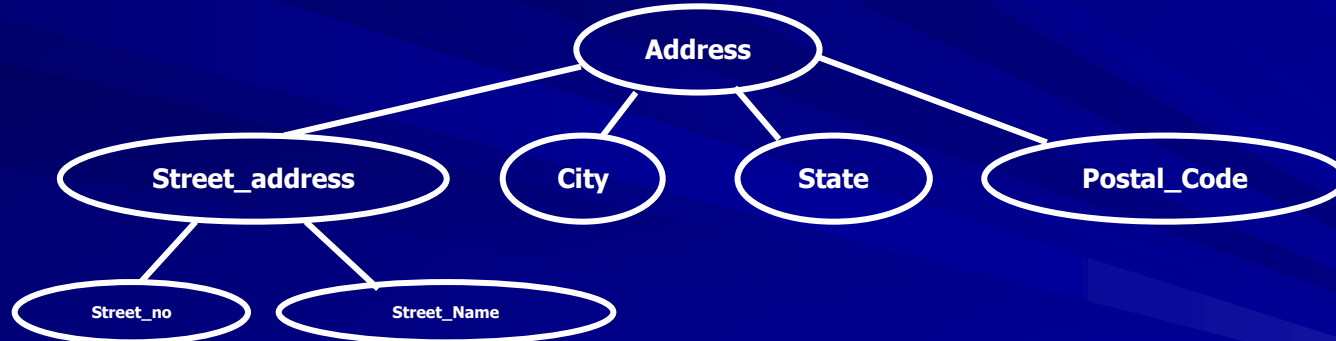 Address
Street_address
City
State
Postal_Code
Street_no
Street_Name